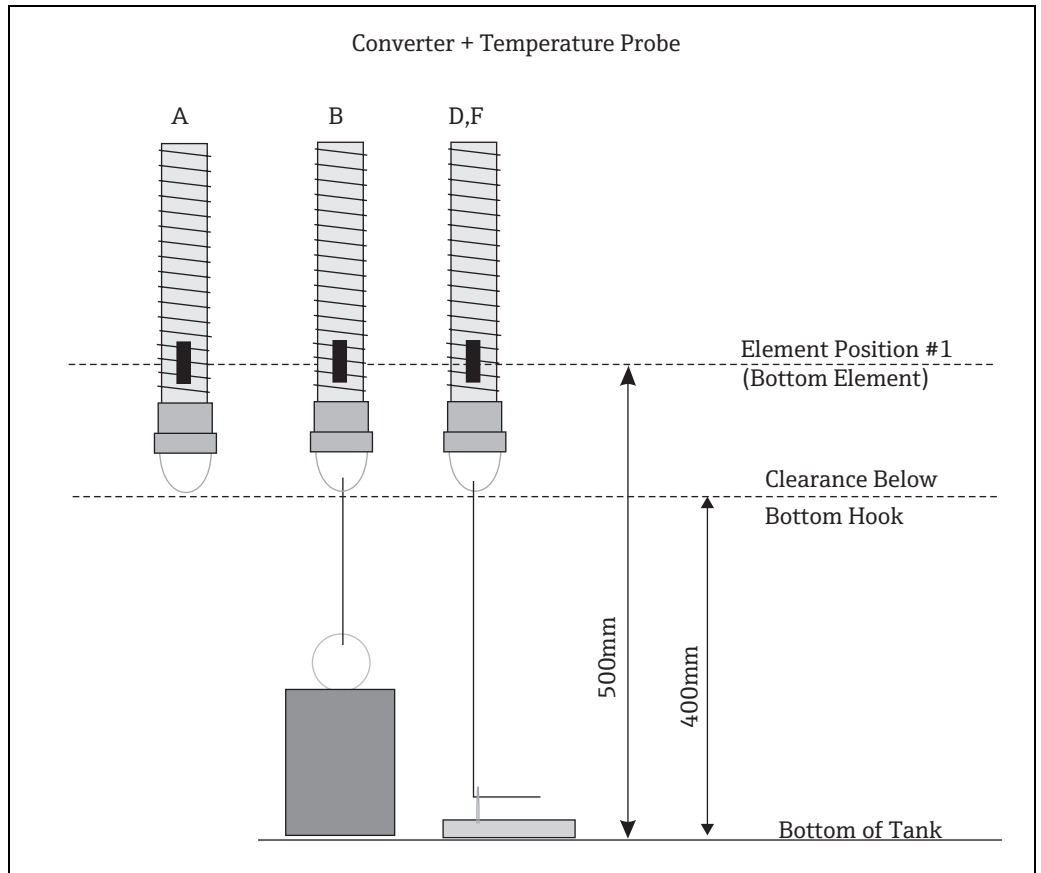 Converter + Temperature Probe
A
B
D,F
Element Position #1
(Bottom Element)
Clearance Below
Bottom Hook
500mm
400mm
Bottom of Tank